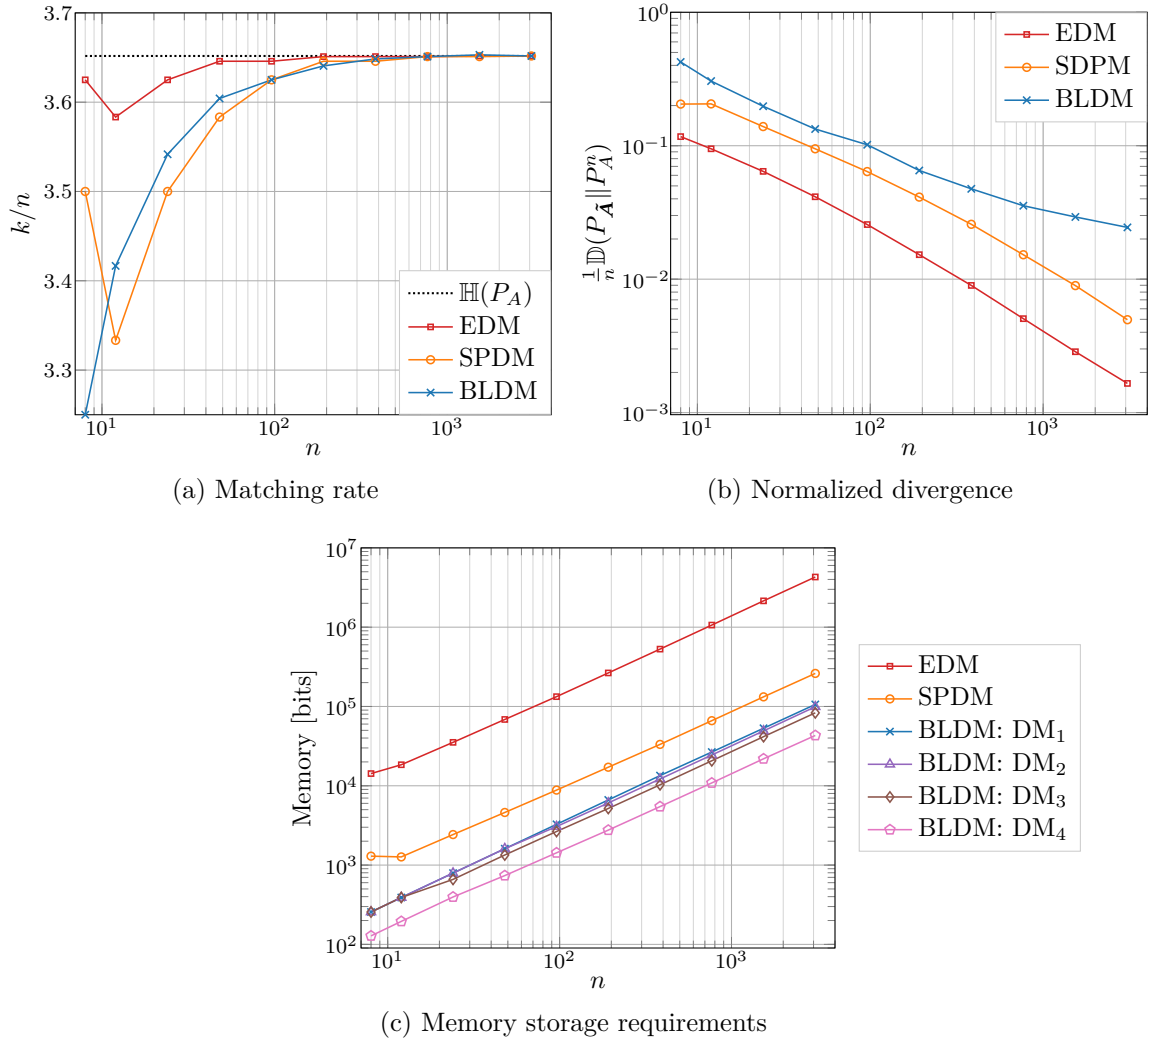 3.7
3.6
3.5
3.4
3.3
k/n
10^1
10^2
10^3
n
ℍ(P_A)
EDM
SPDM
BLDM
(a) Matching rate
10^0
10^−1
10^−2
10^−3
\frac{1}{n}𝔻(P_{\tilde{A}}||P_A^n)
10^1
10^2
10^3
n
EDM
SDPM
BLDM
(b) Normalized divergence
10^7
10^6
10^5
10^4
10^3
10^2
Memory [bits]
10^1
10^2
10^3
n
EDM
SPDM
BLDM: DM_1
BLDM: DM_2
BLDM: DM_3
BLDM: DM_4
(c) Memory storage requirements